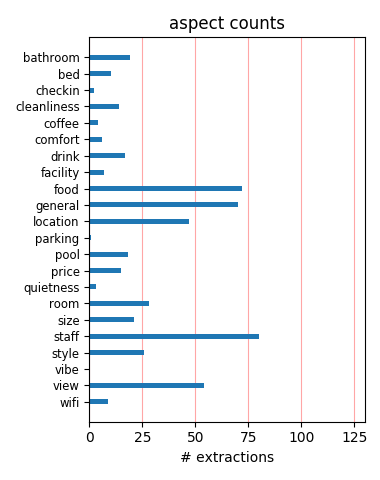 aspect counts
bathroom
bed
checkin
cleanliness
coffee
comfort
drink
facility
food
general
location
parking
pool
price
quietness
room
size
staff
style
vibe
view
wifi
0 25 50 75 100 125
# extractions